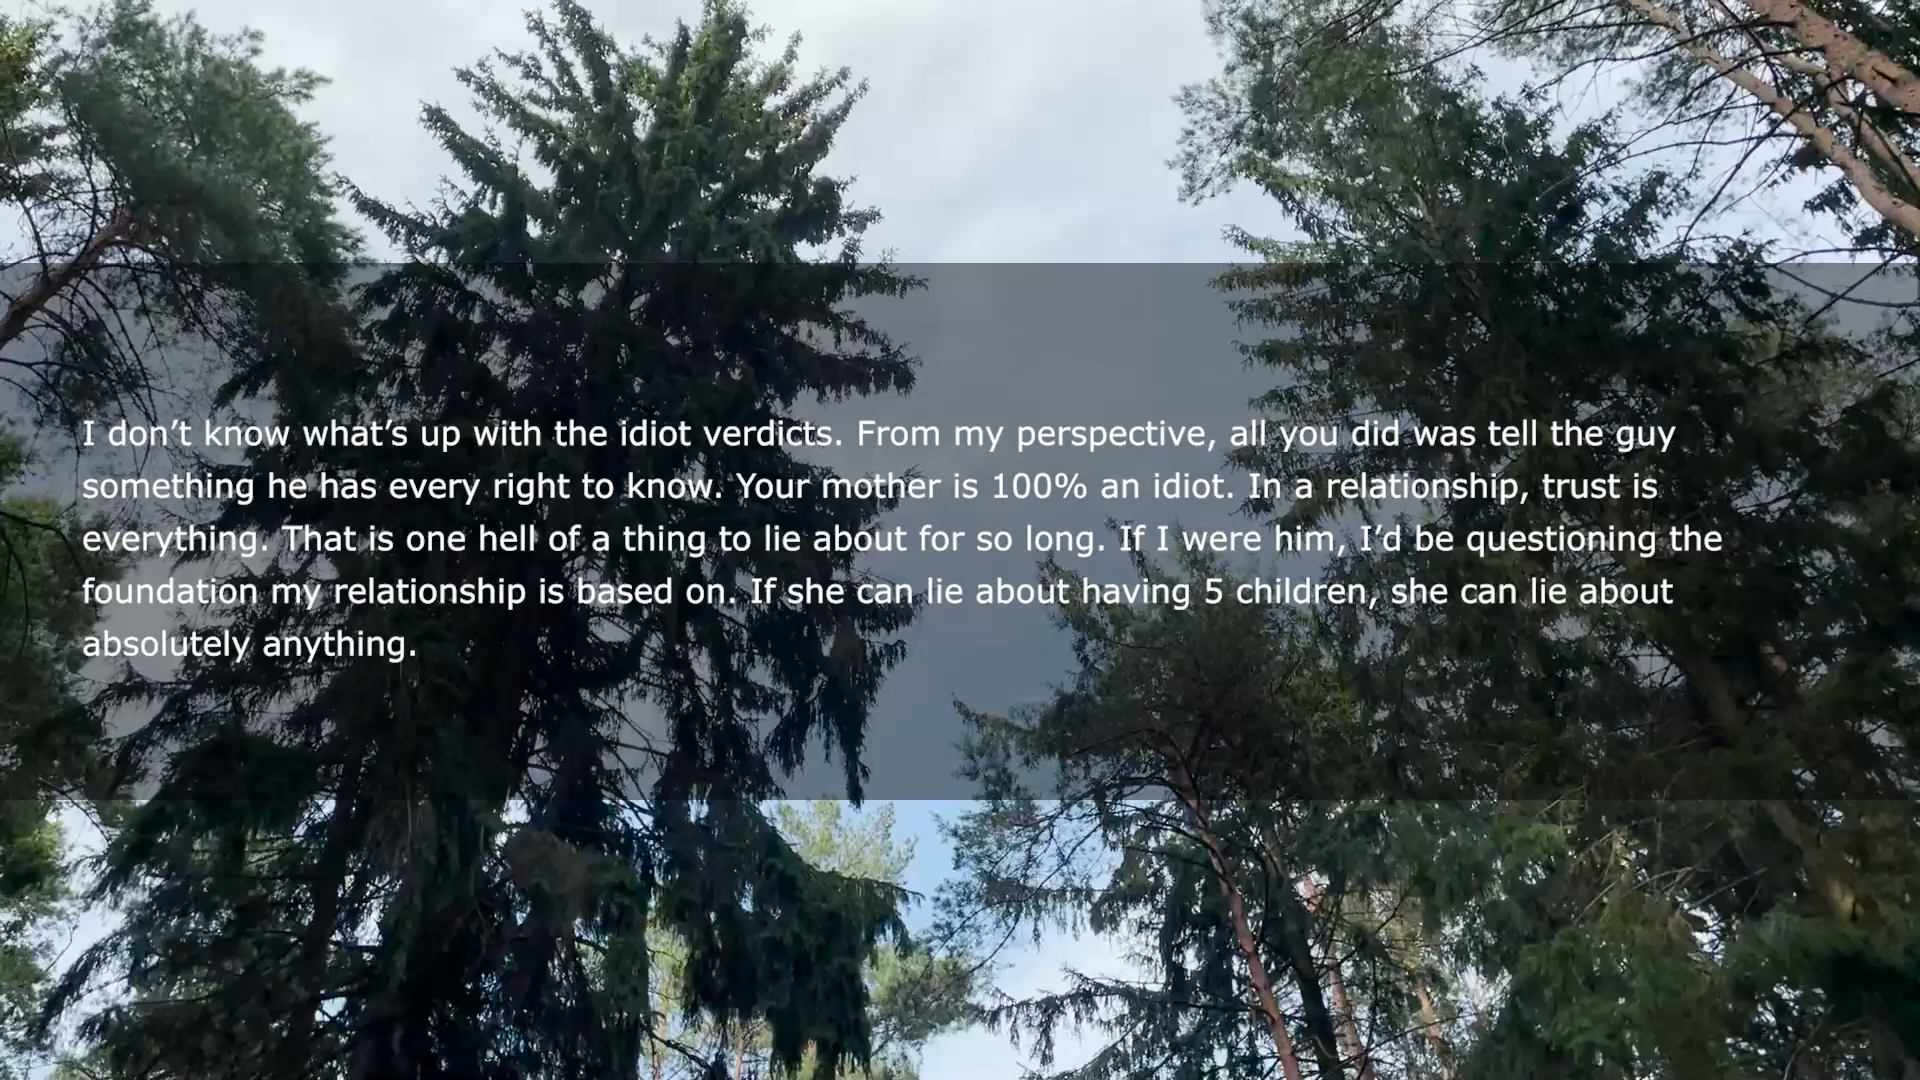 I don’t know what’s up with the idiot verdicts. From my perspective, all you did was tell the guy
something he has every right to know. Your mother is 100% an idiot. In a relationship, trust is
everything. That is one hell of a thing to lie about for so long. If I were him, I’d be questioning the
foundation my relationship is based on. If she can lie about having 5 children, she can lie about
absolutely anything.